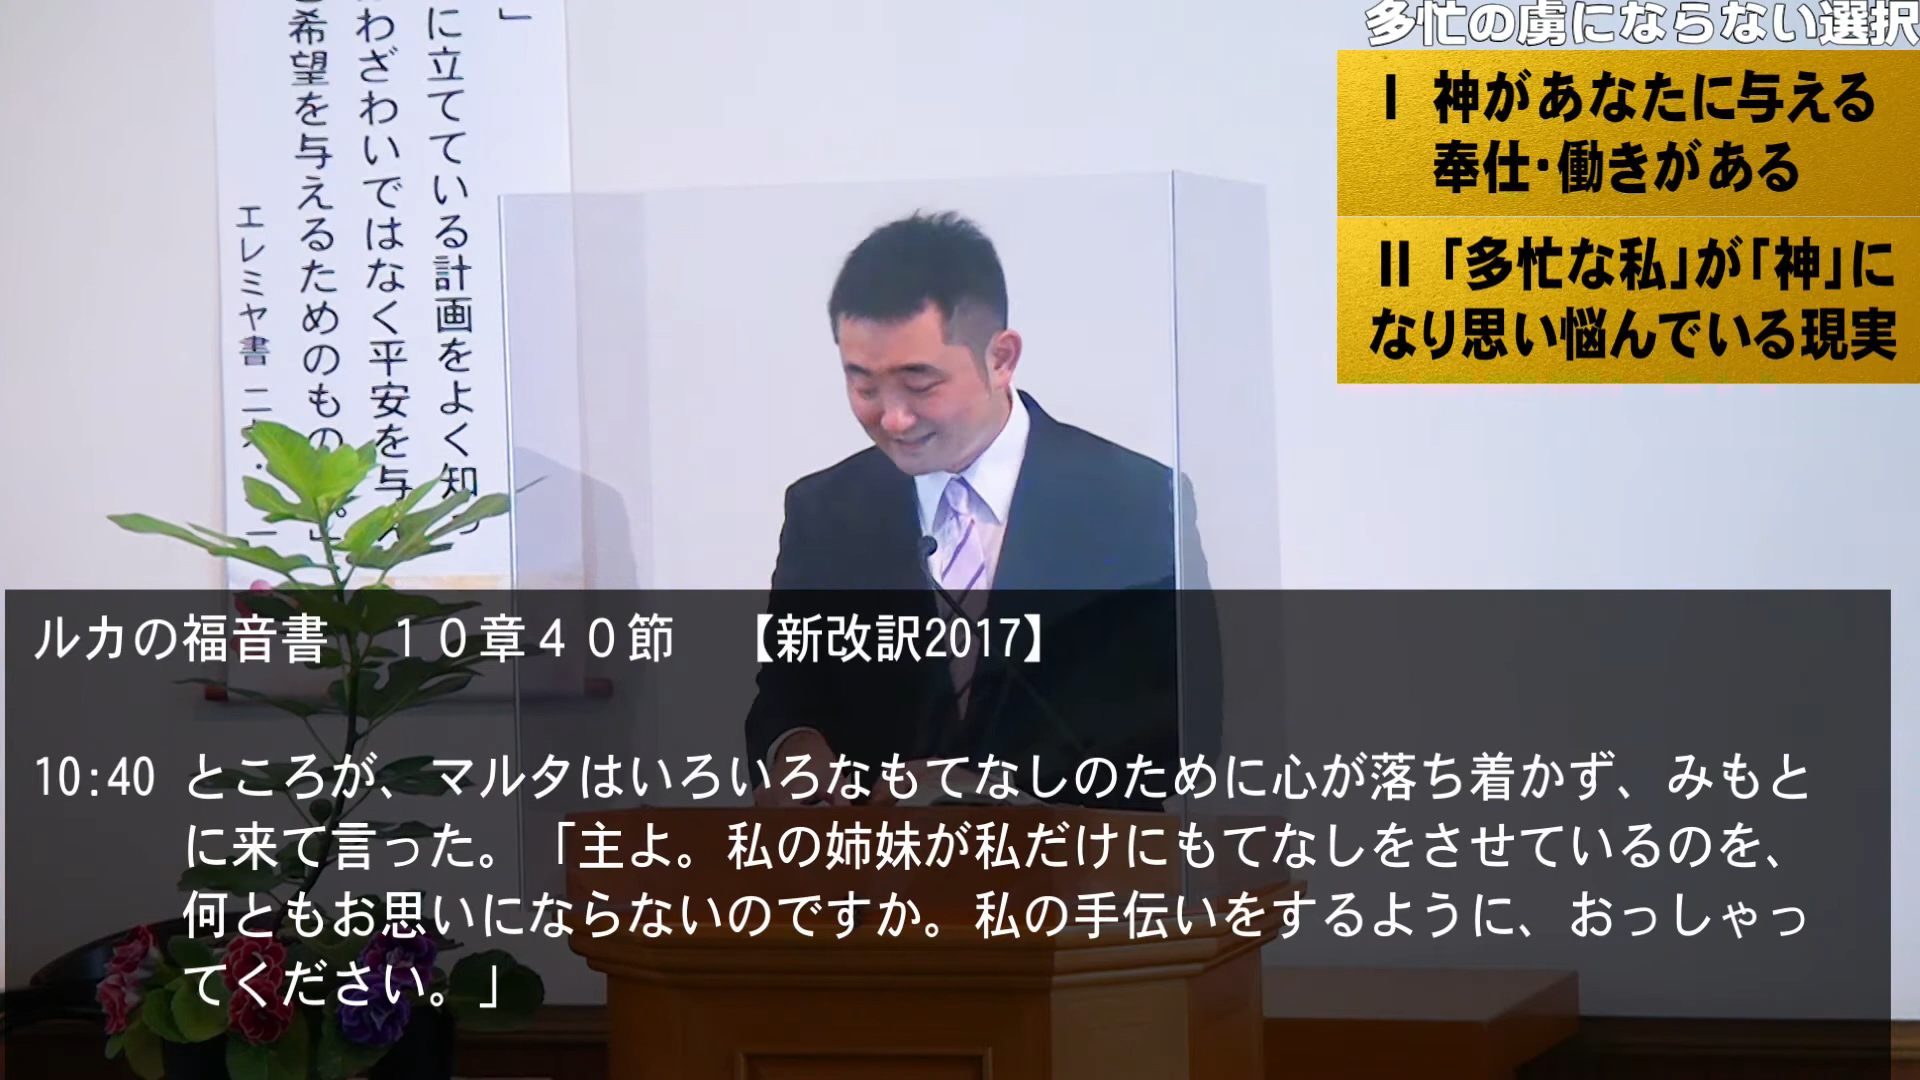 多忙の虜にならない選択
Ⅰ 神があなたに与える
奉仕・働きがある
Ⅱ 「多忙な私」が「神」に
なり思い悩んでいる現実
」
に立てている計画をよく知っ
わざわいではなく平安を与え
希望を与えるためのもの
。」
エレミヤ書 二
ルカの福音書 １０章４０節 【新改訳2017】
10:40 ところが、マルタはいろいろなもてなしのために心が落ち着かず、みもと
に来て言った。「主よ。私の姉妹が私だけにもてなしをさせているのを、
何ともお思いにならないのですか。私の手伝いをするように、おっしゃっ
てください。」